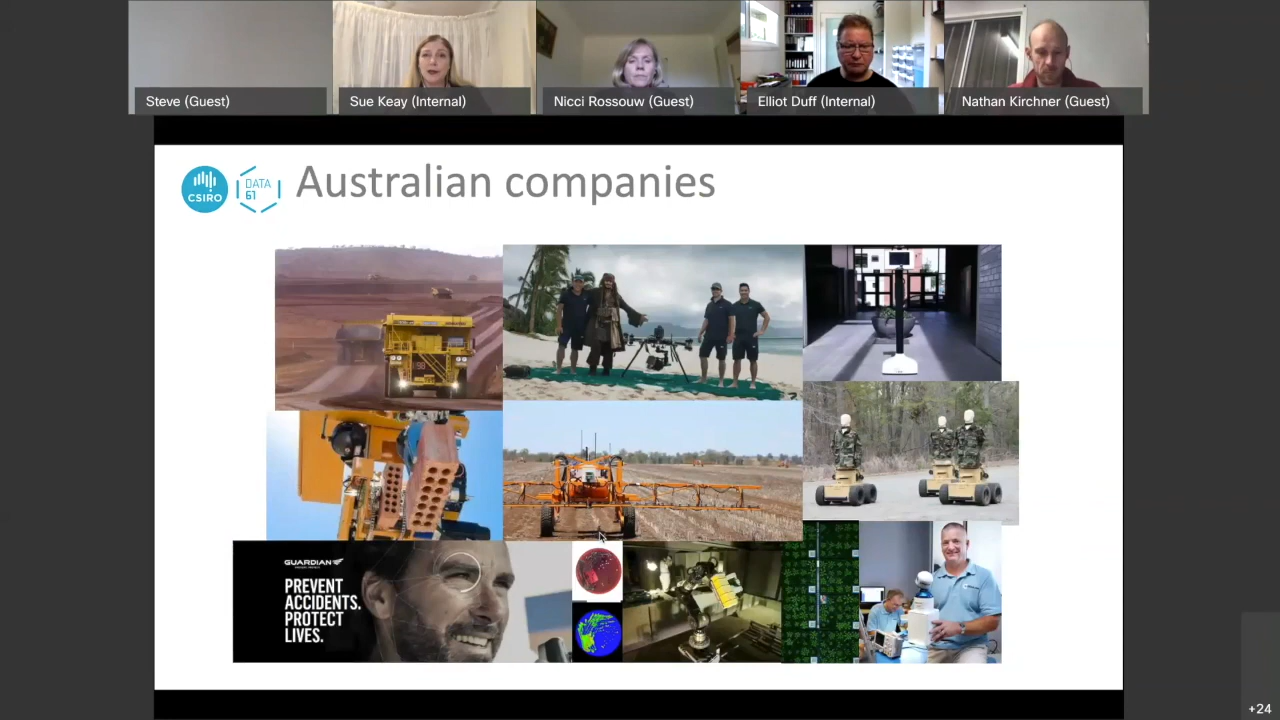 Steve (Guest)
Sue Keay (Internal)
Nicci Rossouw (Guest)
Elliot Duff (Internal)
Nathan Kirchner (Guest)
CSIRO
DATA
61
Australian companies
GUARDIAN
PREVENT
ACCIDENTS.
PROTECT
LIVES.
+24